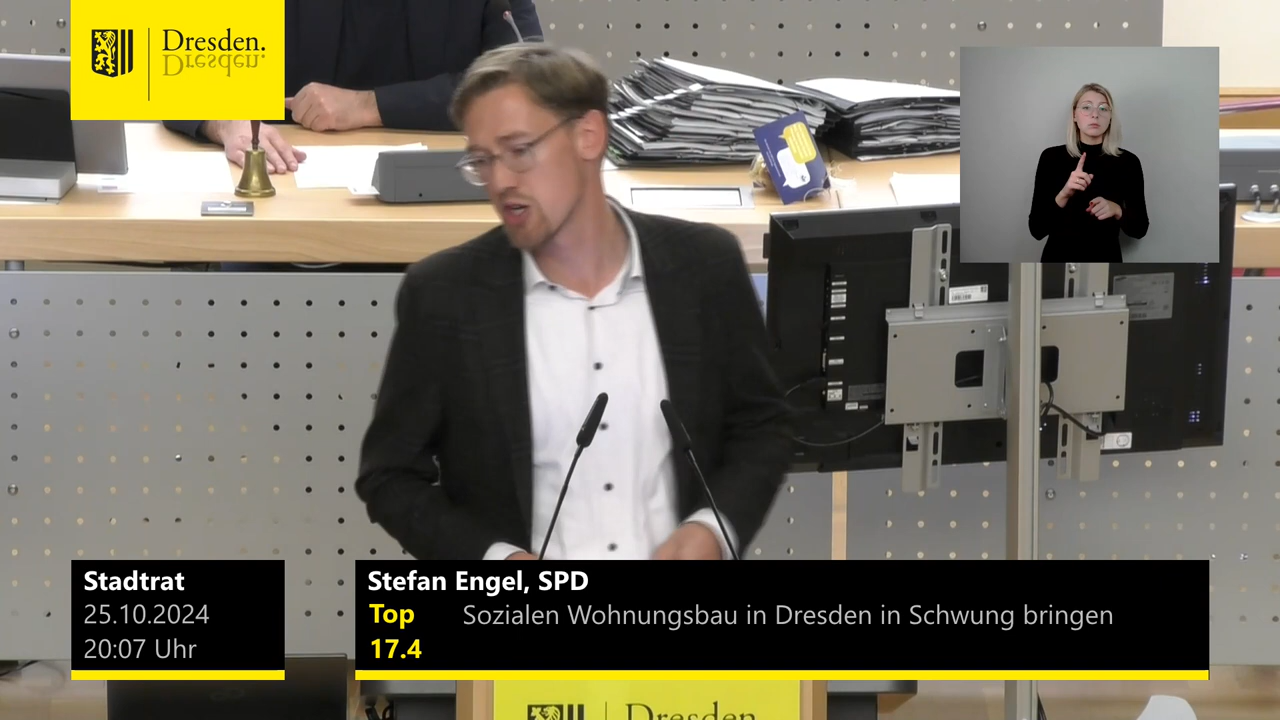 Dresden.
Dresden.
Stadtrat
25.10.2024
20:07 Uhr
Stefan Engel, SPD
Top
17.4
Sozialen Wohnungsbau in Dresden in Schwung bringen
Dresden